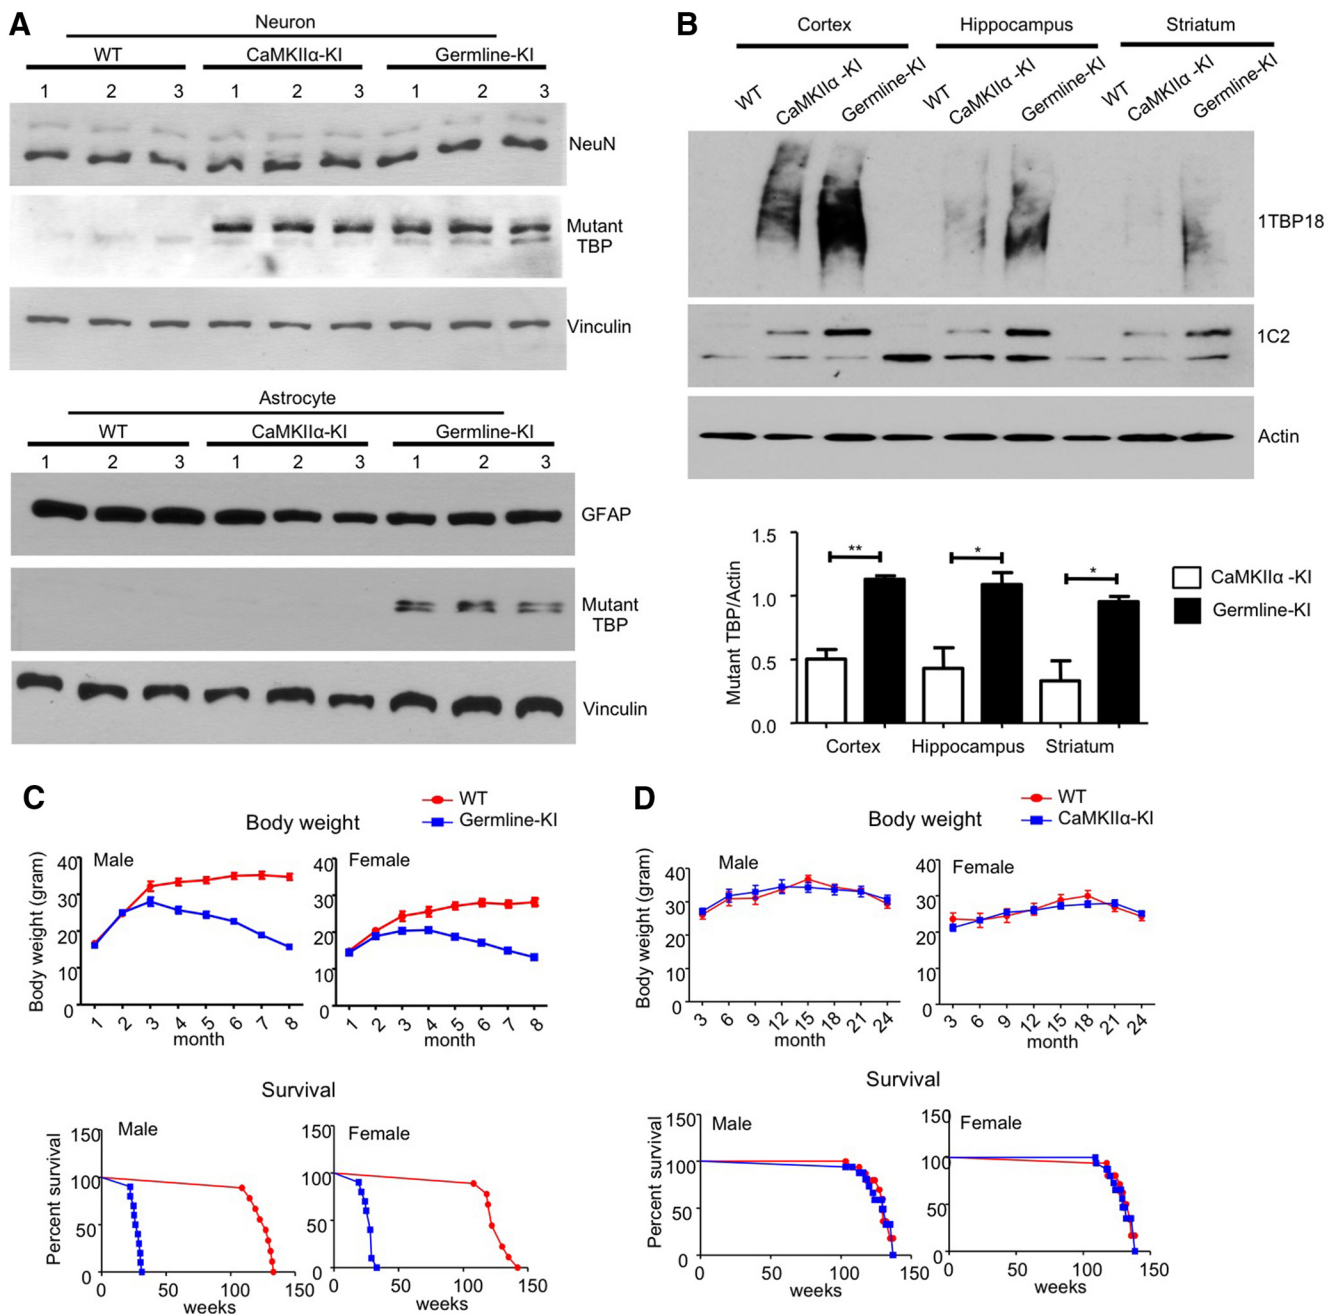 A
Neuron
WT CaMKIIα-KI Germline-KI
1 2 3 1 2 3 1 2 3
NeuN
Mutant
TBP
Vinculin
Astrocyte
WT CaMKIIα-KI Germline-KI
1 2 3 1 2 3 1 2 3
GFAP
Mutant
TBP
Vinculin
B
Cortex Hippocampus Striatum
WT CaMKIIα -KI Germline-KI WT CaMKIIα -KI Germline-KI WT CaMKIIα -KI Germline-KI
1TBP18
1C2
Actin
Mutant TBP/Actin
1.5
1.0
0.5
0.0
** * *
Cortex Hippocampus Striatum
CaMKIIα -KI
Germline-KI
C
WT
Germline-KI
Body weight
Body weight (gram)
Male
40
30
20
10
0
1 2 3 4 5 6 7 8
month
Female
40
30
20
10
0
1 2 3 4 5 6 7 8
month
Survival
Percent survival
Male
150
100
50
0
0 50 100 150
weeks
Female
150
100
50
0
0 50 100 150
weeks
D
WT
CaMKIIα-KI
Body weight
Body weight (gram)
Male
40
30
20
10
0
3 6 9 12 15 18 21 24
month
Female
40
30
20
10
0
3 6 9 12 15 18 21 24
month
Survival
Percent survival
Male
150
100
50
0
0 50 100 150
weeks
Female
150
100
50
0
0 50 100 150
weeks